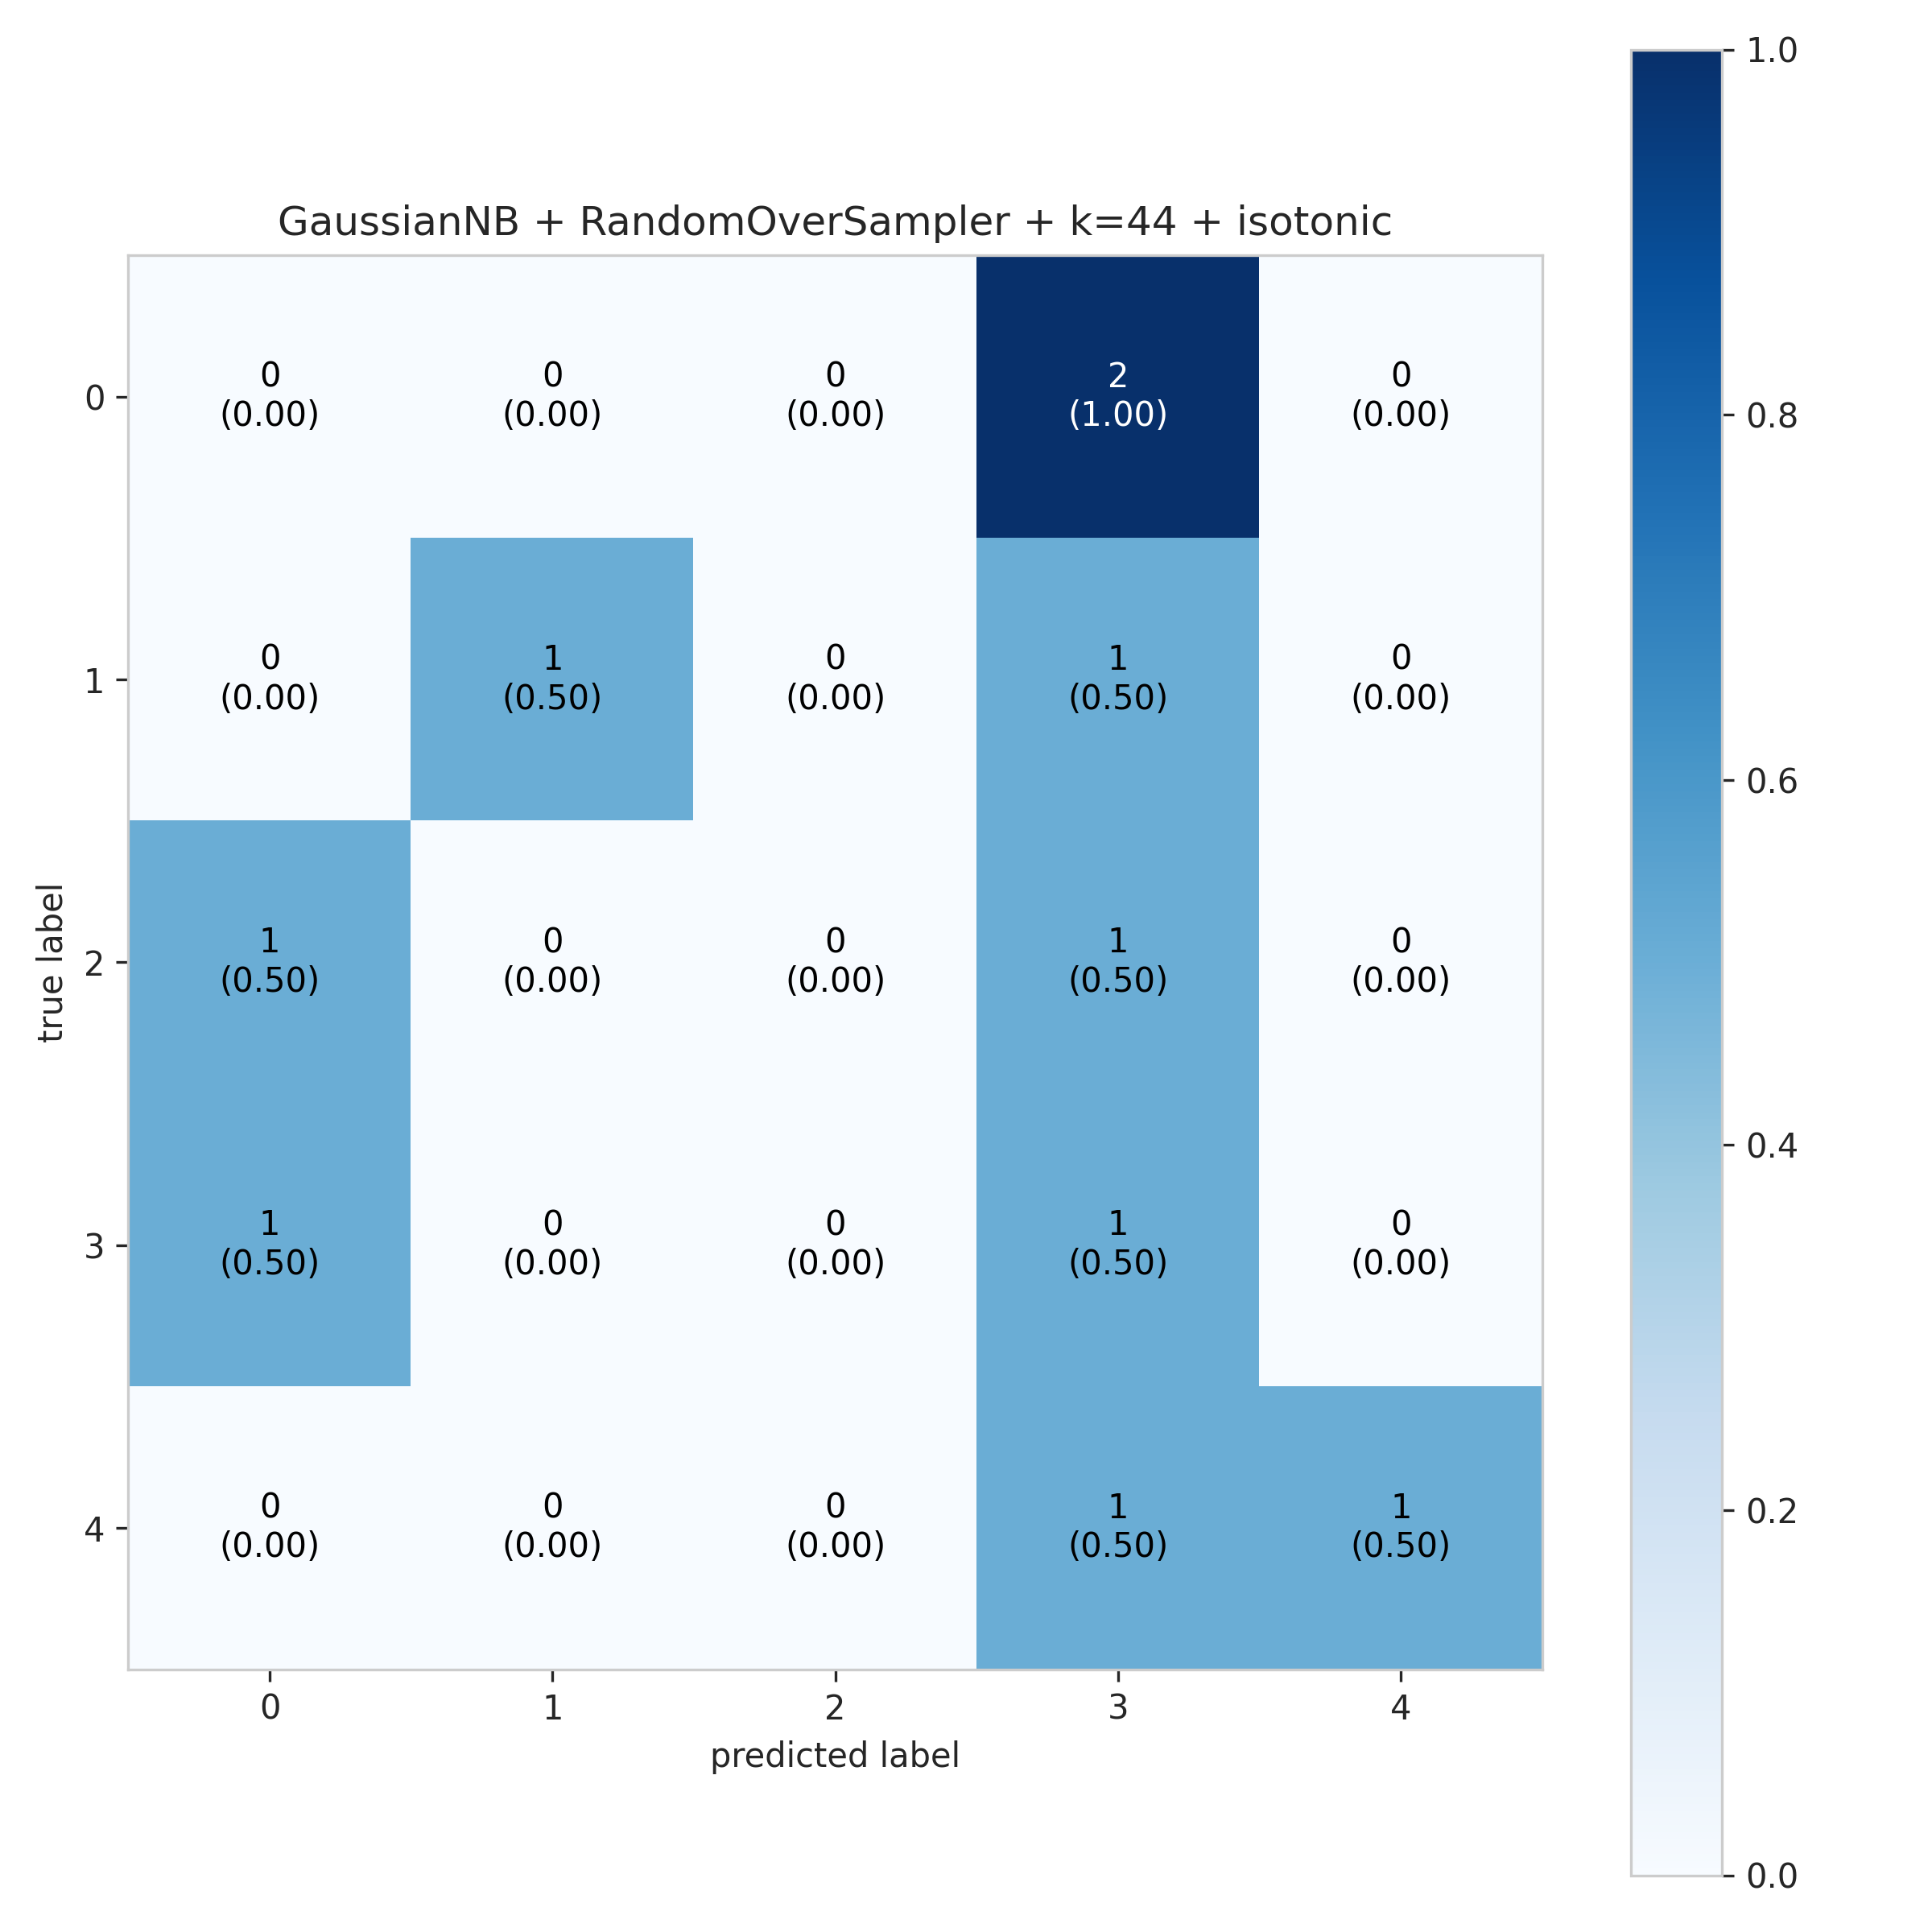 GaussianNB + RandomOverSampler + k=44 + isotonic
1.0
0.8
0.6
0.4
0.2
0.0
true label
0
0 0 0 2 0
(0.00) (0.00) (0.00) (1.00) (0.00)
1
0 1 0 1 0
(0.00) (0.50) (0.00) (0.50) (0.00)
2
1 0 0 1 0
(0.50) (0.00) (0.00) (0.50) (0.00)
3
1 0 0 1 0
(0.50) (0.00) (0.00) (0.50) (0.00)
4
0 0 0 1 1
(0.00) (0.00) (0.00) (0.50) (0.50)
0 1 2 3 4
predicted label